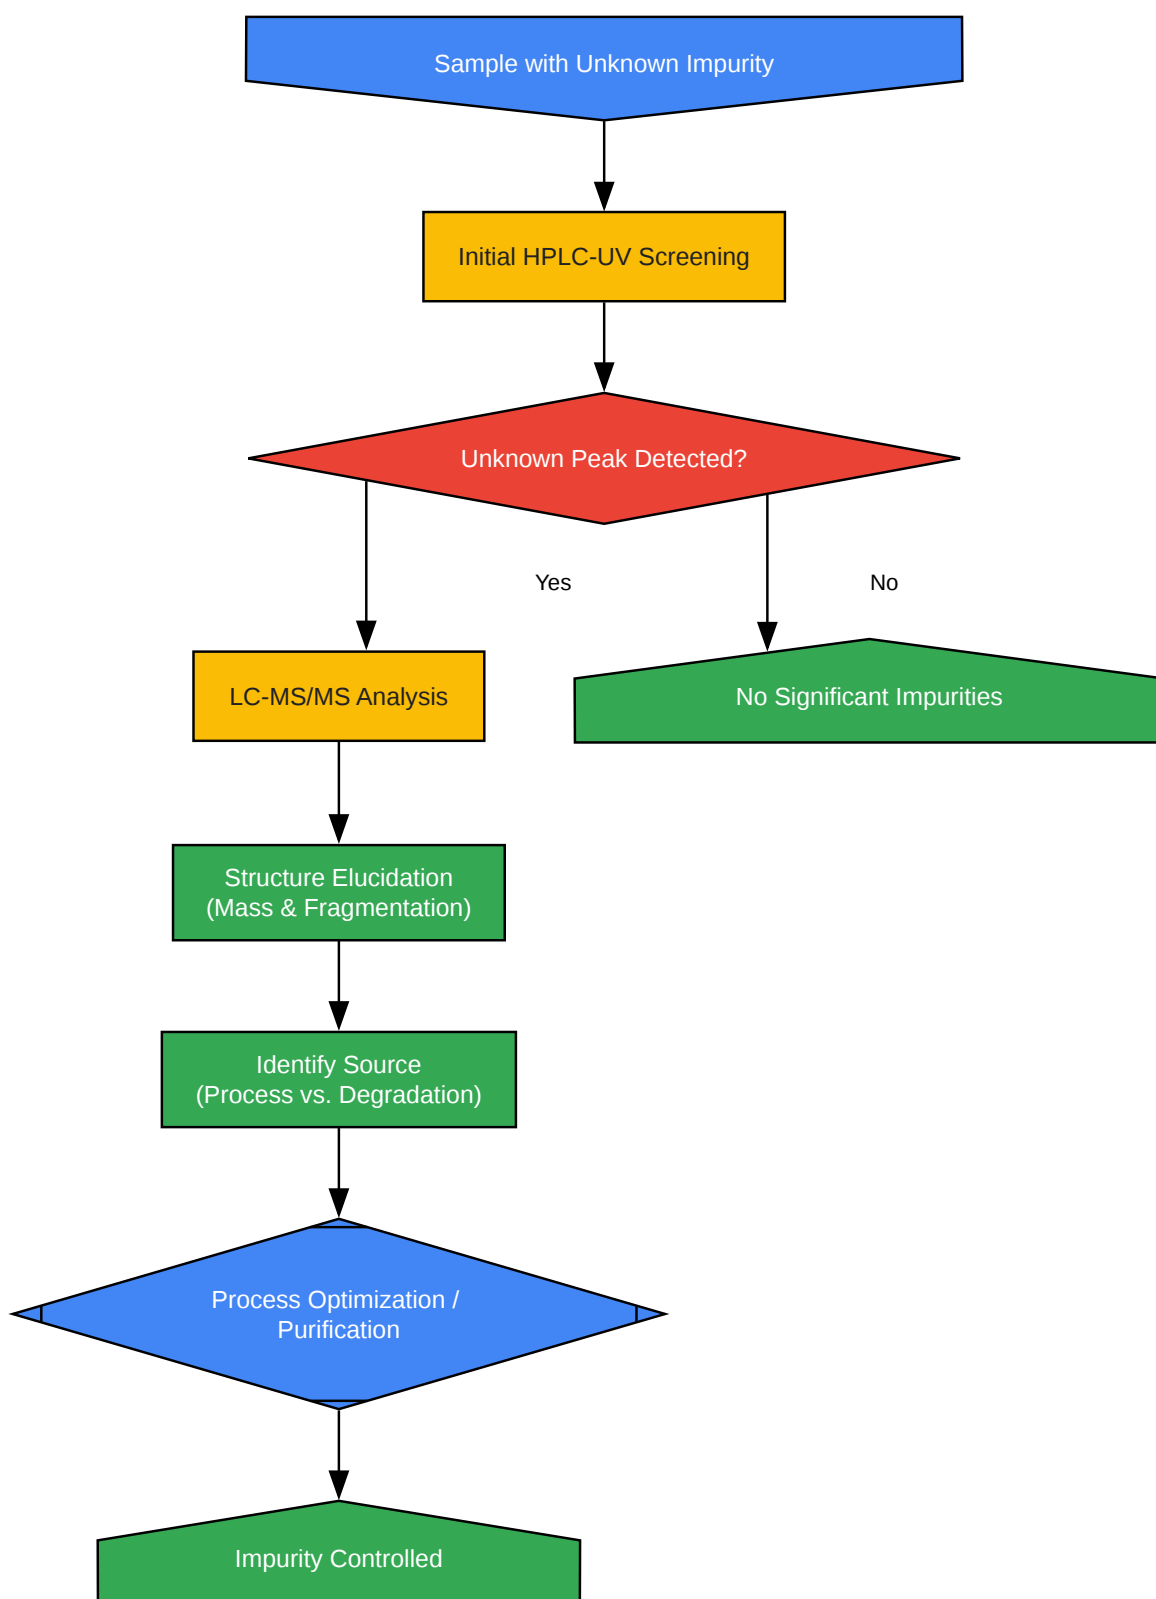 Sample with Unknown Impurity
Initial HPLC-UV Screening
Unknown Peak Detected?
Yes
No
LC-MS/MS Analysis
No Significant Impurities
Structure Elucidation
(Mass & Fragmentation)
Identify Source
(Process vs. Degradation)
Process Optimization /
Purification
Impurity Controlled